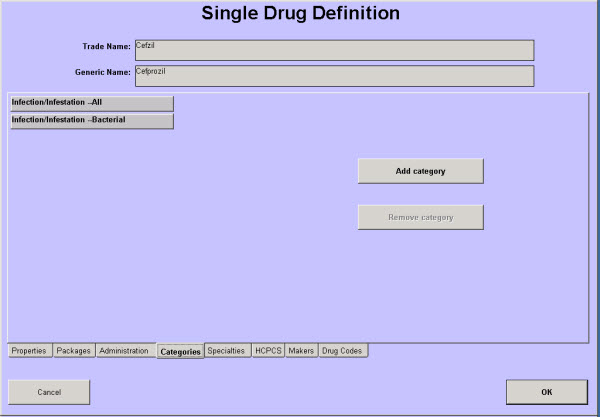 Single Drug Definition
Trade Name: Cefzil
Generic Name: Cefprozil
Infection/Infestation --All
Infection/Infestation --Bacterial
Add category
Remove category
Properties Packages Administration Categories Specialties HCPCS Makers Drug Codes
Cancel OK